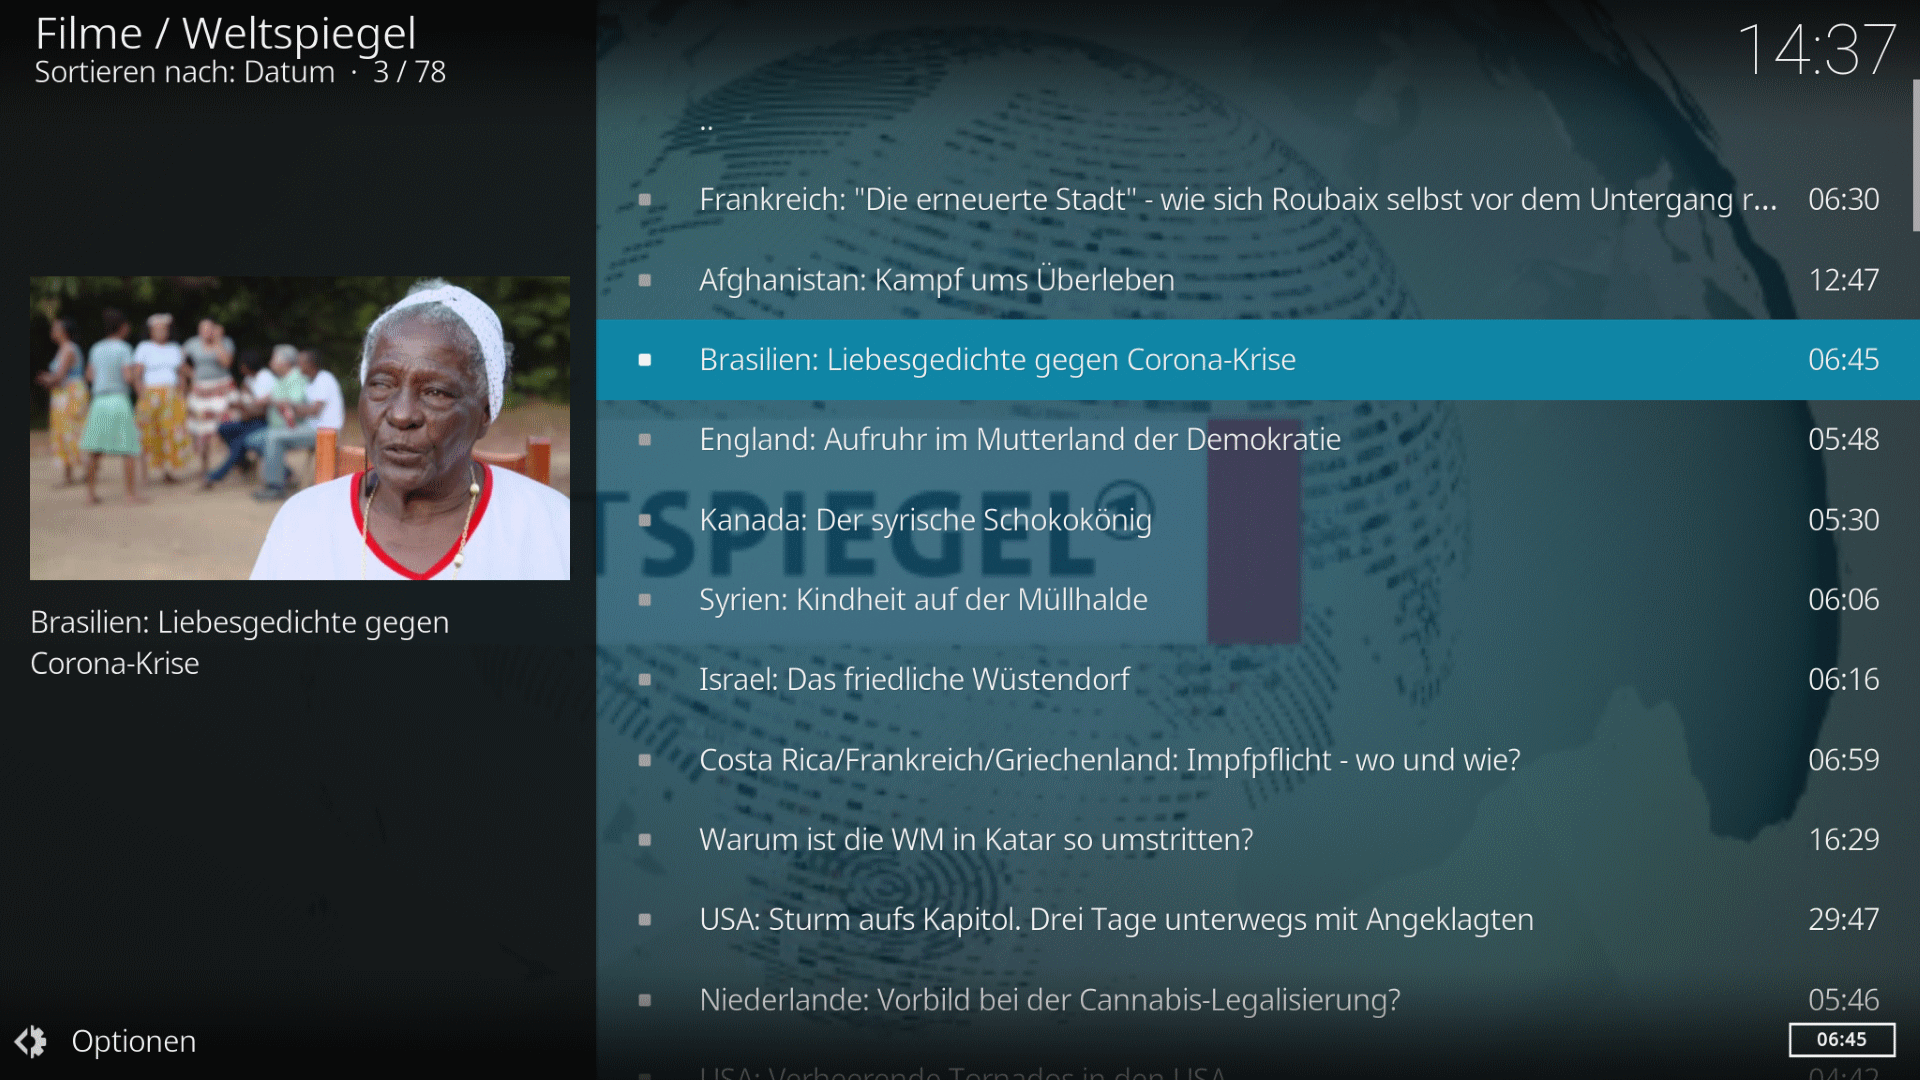 Filme / Weltspiegel
Sortieren nach: Datum · 3 / 78
14:37
..
Frankreich: "Die erneuerte Stadt" - wie sich Roubaix selbst vor dem Untergang r... 06:30
Afghanistan: Kampf ums Überleben 12:47
Brasilien: Liebesgedichte gegen Corona-Krise 06:45
England: Aufruhr im Mutterland der Demokratie 05:48
TSPIEGEL 1
Kanada: Der syrische Schokokönig 05:30
Syrien: Kindheit auf der Müllhalde 06:06
Brasilien: Liebesgedichte gegen
Corona-Krise
Israel: Das friedliche Wüstendorf 06:16
Costa Rica/Frankreich/Griechenland: Impfpflicht - wo und wie? 06:59
Warum ist die WM in Katar so umstritten? 16:29
USA: Sturm aufs Kapitol. Drei Tage unterwegs mit Angeklagten 29:47
Niederlande: Vorbild bei der Cannabis-Legalisierung? 05:46
Optionen
06:45
USA: Verheerende Tornados in den USA 04:42